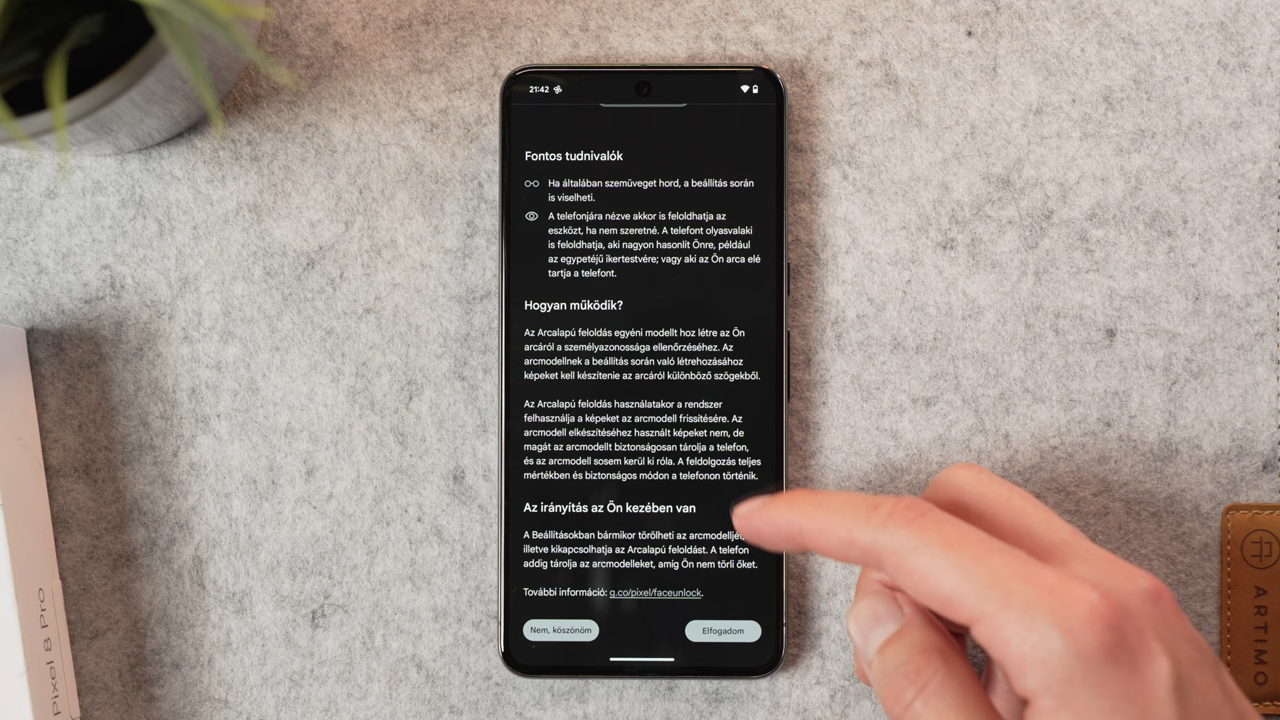 21:42
Fontos tudnivalók
Ha általában szemüveget hord, a beállítás során
is viselheti.
A telefonjára nézve akkor is feloldhatja az
eszközt, ha nem szeretné. A telefont olyasvalaki
is feloldhatja, aki nagyon hasonlít Önre, például
az egypetéjű ikertestvére; vagy aki az Ön arca elé
tartja a telefont.
Hogyan működik?
Az Arcalapú feloldás egyéni modellt hoz létre az Ön
arcáról a személyazonossága ellenőrzéséhez. Az
arcmodellnek a beállítás során való létrehozásához
képeket kell készítenie az arcáról különböző szögekből.
Az Arcalapú feloldás használatakor a rendszer
felhasználja a képeket az arcmodell frissítésére. Az
arcmodell elkészítéséhez használt képeket nem, de
magát az arcmodellt biztonságosan tárolja a telefon,
és az arcmodell sosem kerül ki róla. A feldolgozás teljes
mértékben és biztonságos módon a telefonon történik.
Az irányítás az Ön kezében van
A Beállításokban bármikor törölheti az arcmodelljét,
illetve kikapcsolhatja az Arcalapú feloldást. A telefon
addig tárolja az arcmodelleket, amíg Ön nem törli őket.
További információ: g.co/pixel/faceunlock.
Nem, köszönöm
Elfogadom
Pixel 8 Pro
ARTIMO